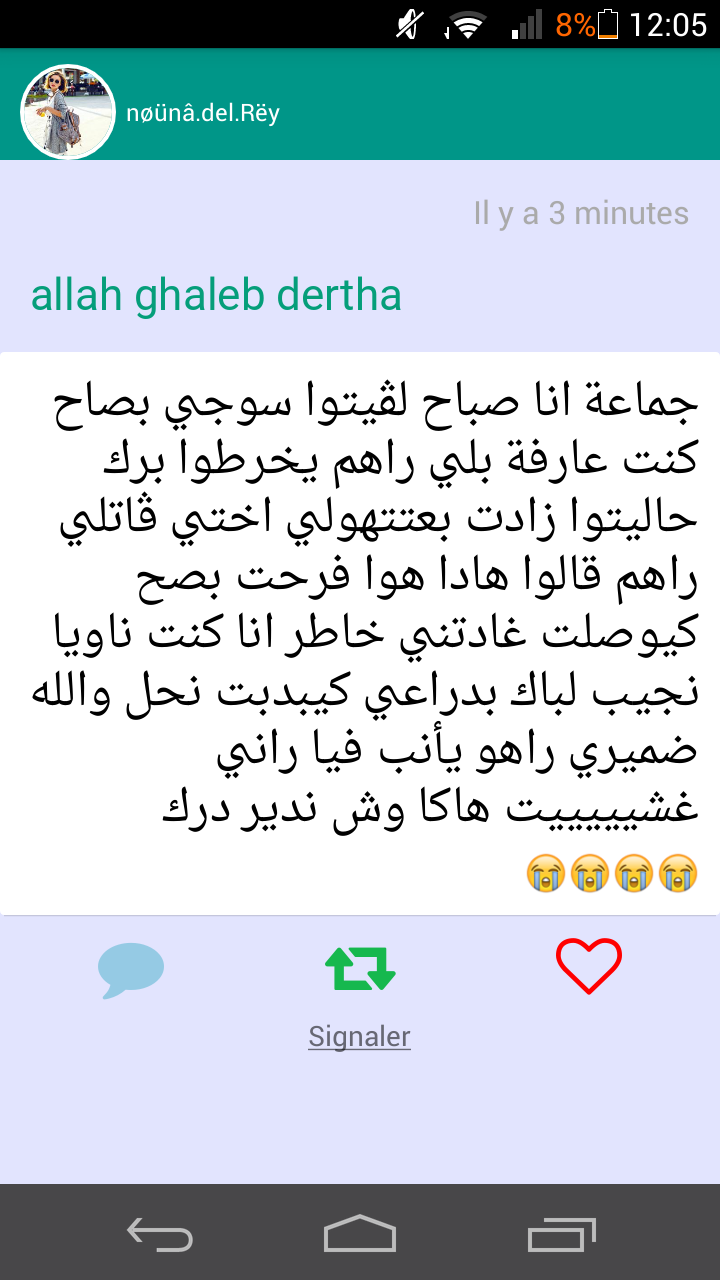 8% 12:05
nøünâ.del.Rëy
Il y a 3 minutes
allah ghaleb dertha
جماعة انا صباح لڤيتوا سوجي بصاح
كنت عارفة بلي راهم يخرطوا برك
حاليتوا زادت بعتتهولي اختي ڤاتلي
راهم قالوا هادا هوا فرحت بصح
كيوصلت غادتني خاطر انا كنت ناويا
نجيب لباك بدراعي كيبدبت نحل والله
ضميري راهو يأنب فيا راني
غشيييييت هاكا وش ندير درك
😭😭😭😭
Signaler